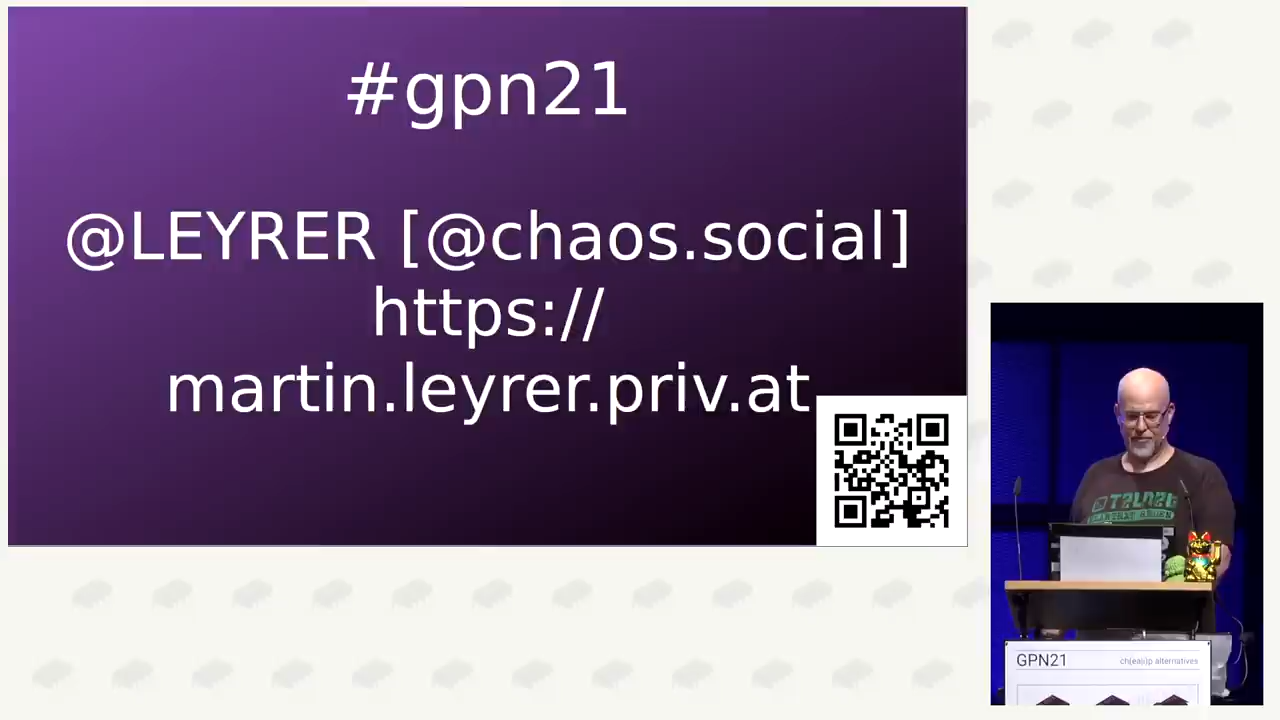 #gpn21
@LEYRER [@chaos.social]
https://
martin.leyrer.priv.at
GPN21
ch(ea)i)p alternatives